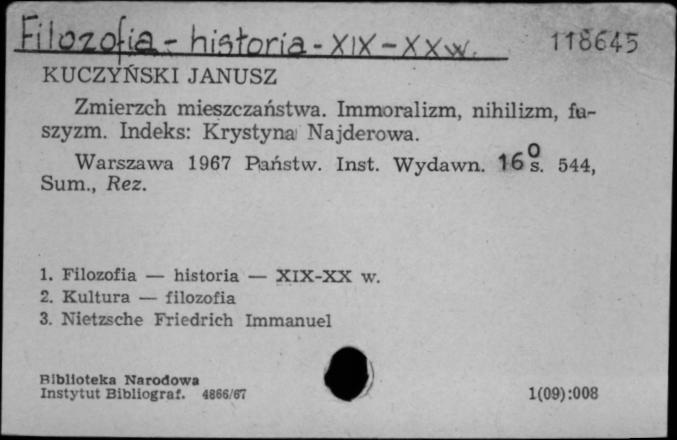 Filozofia - historia - XIX - XX w. 118645
KUCZYŃSKI JANUSZ
Zmierzch mieszczaństwa. Immoralizm, nihilizm, fa-
szyzm. Indeks: Krystyna Najderowa.
Warszawa 1967 Państw. Inst. Wydawn. 16⁰ s. 544,
Sum., Rez.
1. Filozofia — historia — XIX-XX w.
2. Kultura — filozofia
3. Nietzsche Friedrich Immanuel
Biblioteka Narodowa
Instytut Bibliograf. 4866/67 1(09):008